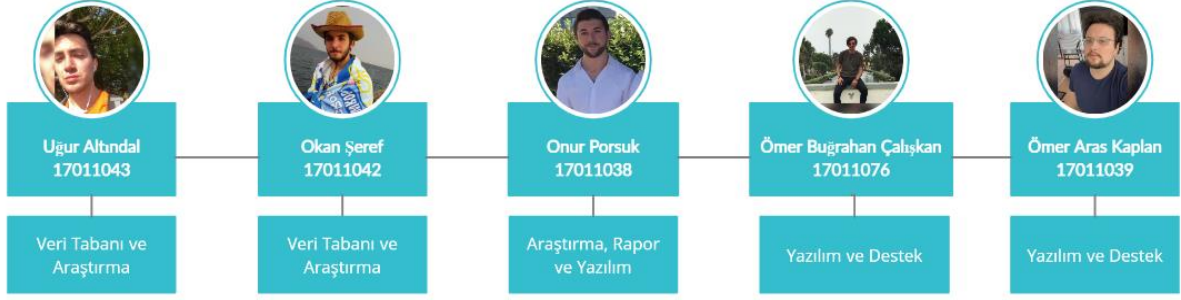 Uğur Altındal
17011043
Okan Şeref
17011042
Onur Porsuk
17011038
Ömer Buğrahan Çalışkan
17011076
Ömer Aras Kaplan
17011039
Veri Tabanı ve
Araştırma
Veri Tabanı ve
Araştırma
Araştırma, Rapor
ve Yazılım
Yazılım ve Destek
Yazılım ve Destek